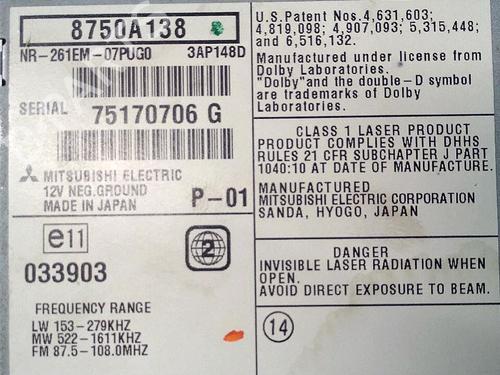 8750A138
NR-261EM-07PUG0 3AP148D
SERIAL 75170706 G
MITSUBISHI ELECTRIC
12V NEG.GROUND
MADE IN JAPAN
P-01
e11
2
033903
FREQUENCY RANGE
LW 153-279KHZ
MW 522-1611KHZ
FM 87.5-108.0MHZ
U.S.Patent Nos.4,631,603;
4,819,098; 4,907,093; 5,315,448;
and 6,516,132.
Manufactured under license from
Dolby Laboratories.
"Dolby"and the double-D symbol
are trademarks of Dolby
Laboratories.
CLASS 1 LASER PRODUCT
PRODUCT COMPLIES WITH DHHS
RULES 21 CFR SUBCHAPTER J PART
1040:10 AT DATE OF MANUFACTURE.
MANUFACTURED
MITSUBISHI ELECTRIC CORPORATION
SANDA, HYOGO, JAPAN
DANGER
INVISIBLE LASER RADIATION WHEN
OPEN.
AVOID DIRECT EXPOSURE TO BEAM.
14